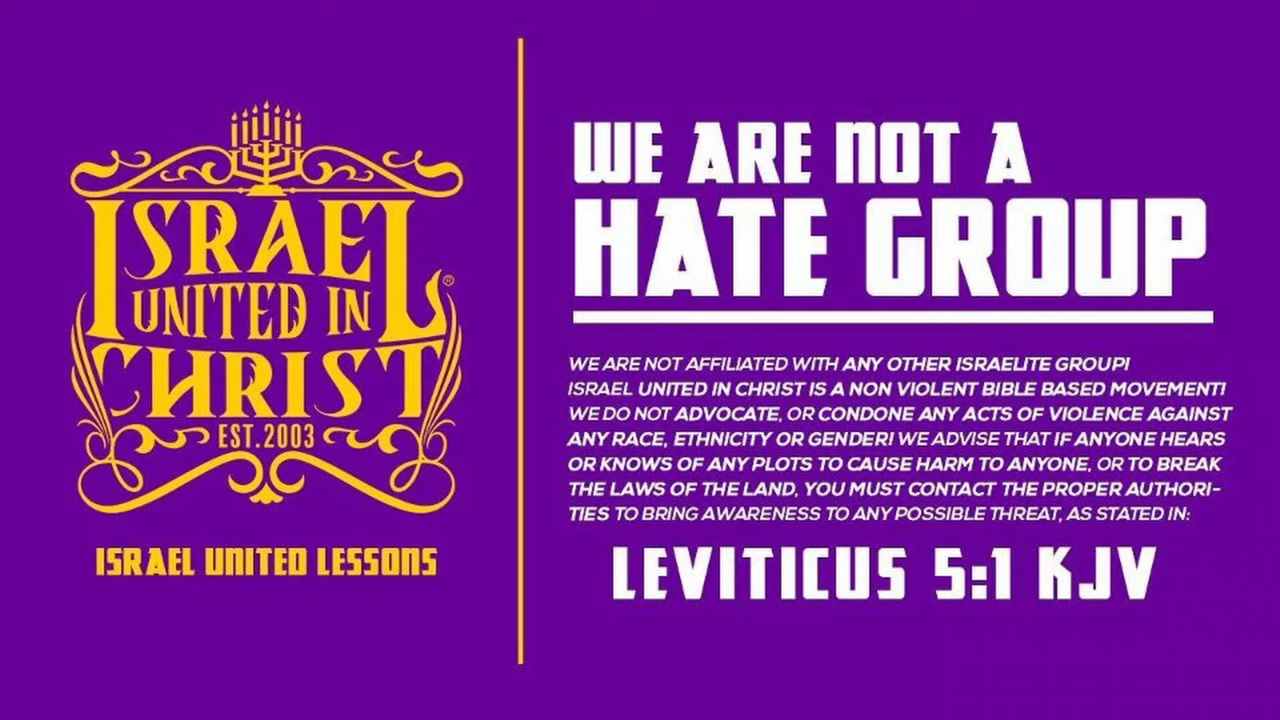 ISRAEL
UNITED IN
CHRIST
®
EST.2003
ISRAEL UNITED LESSONS
WE ARE NOT A
HATE GROUP
WE ARE NOT AFFILIATED WITH ANY OTHER ISRAELITE GROUP!
ISRAEL UNITED IN CHRIST IS A NON VIOLENT BIBLE BASED MOVEMENT!
WE DO NOT ADVOCATE, OR CONDONE ANY ACTS OF VIOLENCE AGAINST
ANY RACE, ETHNICITY OR GENDER! WE ADVISE THAT IF ANYONE HEARS
OR KNOWS OF ANY PLOTS TO CAUSE HARM TO ANYONE, OR TO BREAK
THE LAWS OF THE LAND, YOU MUST CONTACT THE PROPER AUTHORI-
TIES TO BRING AWARENESS TO ANY POSSIBLE THREAT, AS STATED IN:
LEVITICUS 5:1 KJV